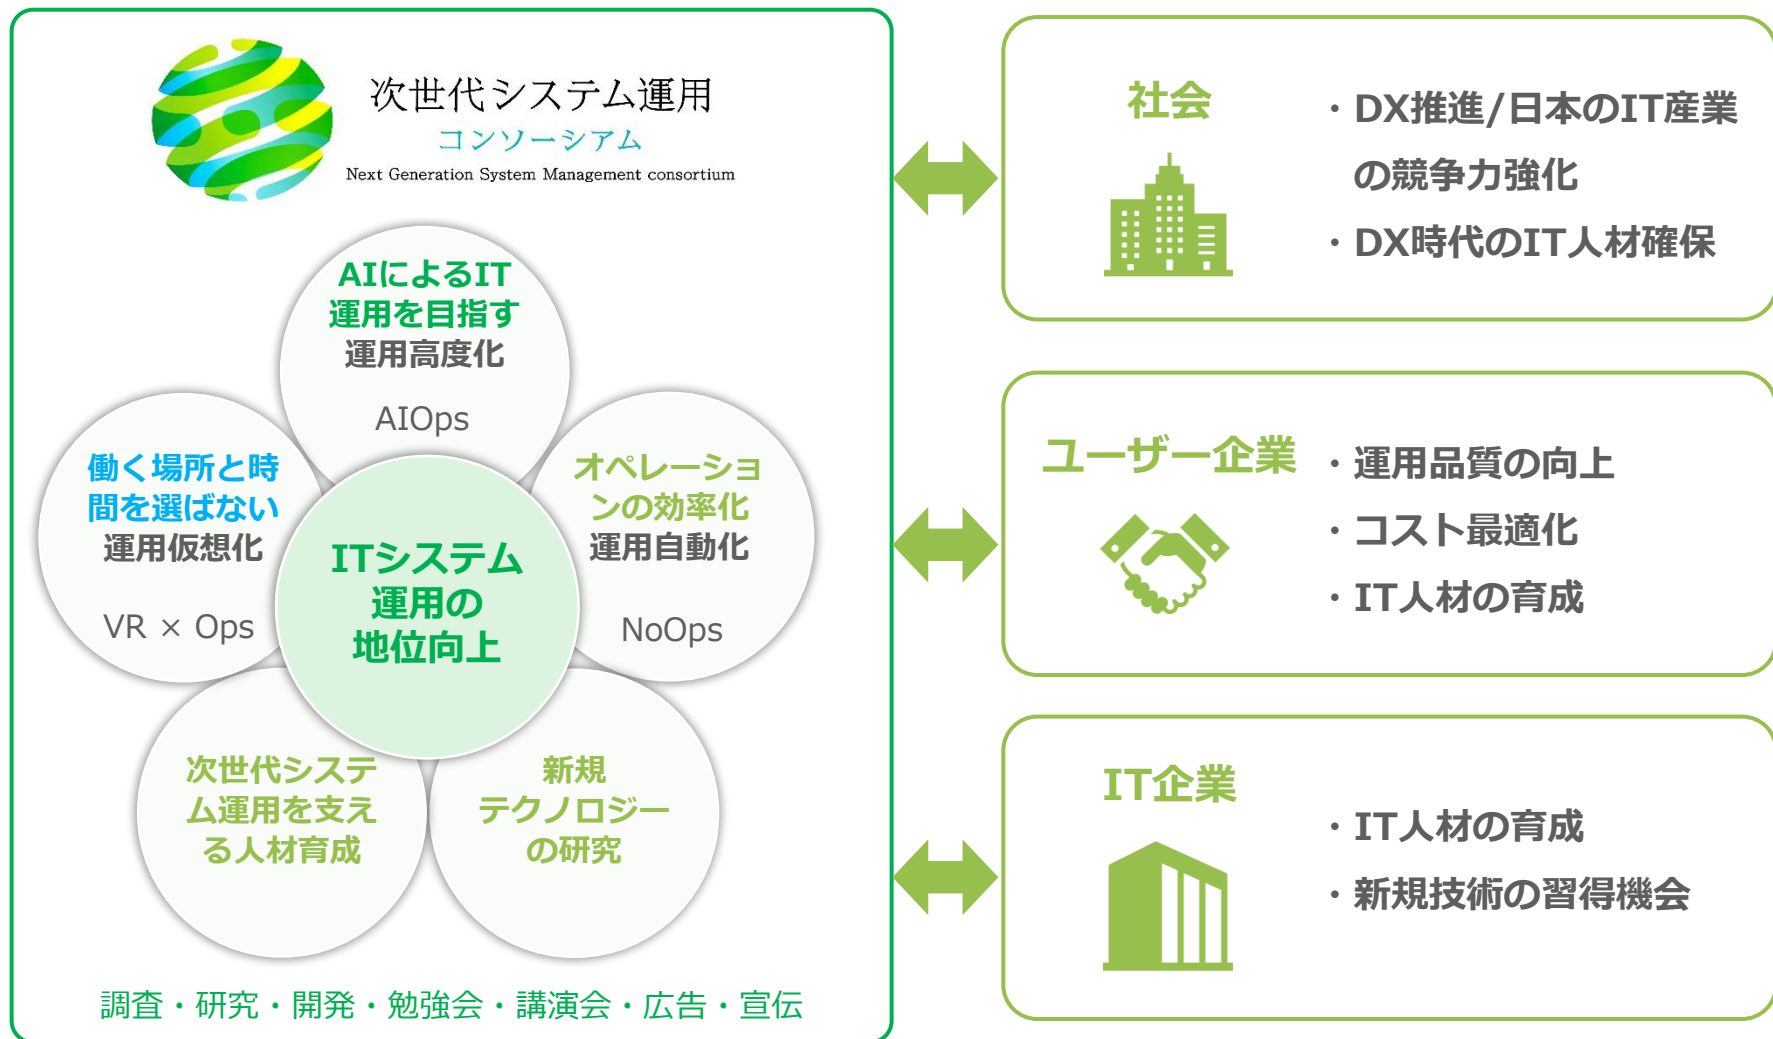 次世代システム運用
コンソーシアム
Next Generation System Management consortium
AIによるIT
運用を目指す
運用高度化
AIOps
働く場所と時
間を選ばない
運用仮想化
VR × Ops
オペレーショ
ンの効率化
運用自動化
NoOps
ITシステム
運用の
地位向上
次世代システ
ム運用を支え
る人材育成
新規
テクノロジー
の研究
調査・研究・開発・勉強会・講演会・広告・宣伝
社会
・DX推進/日本のIT産業
の競争力強化
・DX時代のIT人材確保
ユーザー企業
・運用品質の向上
・コスト最適化
・IT人材の育成
IT企業
・IT人材の育成
・新規技術の習得機会